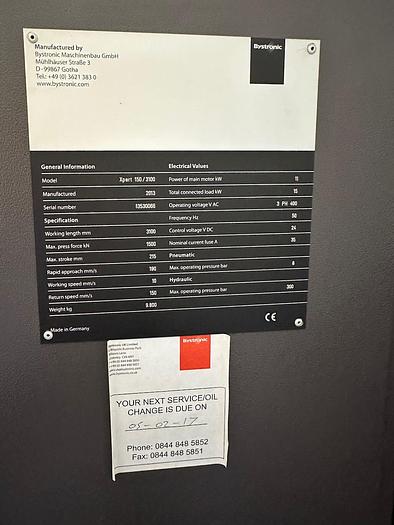 Manufactured by
Bystronic Maschinenbau GmbH
Mühlhäuser Straße 3
D -99867 Gotha
Tel.: +49 (0) 3621 383 0
www.bystronic.com
Bystronic
General Information
Model Xpert 150/3100
Manufactured 2013
Serial number
Specification
Working length mm 3100
Max. press force kN 1500
Max. stroke mm 215
Rapid approach mm/s 190
Working speed mm/s 10
Return speed mm/s 150
Weight kg 9.800
Electrical Values
Power of main motor kW 11
Total connected load kW 15
Operating voltage V AC 3 PH 400
Frequency Hz 50
Control voltage V DC 24
Nominal current fuse A 35
Pneumatic
Max. operating pressure bar 6
Hydraulic
Max. operating pressure bar 300
Made in Germany
CE
Bystronic
YOUR NEXT SERVICE/OIL
CHANGE IS DUE ON
05-02-17
Phone: 0844 848 5852
Fax: 0844 848 5851